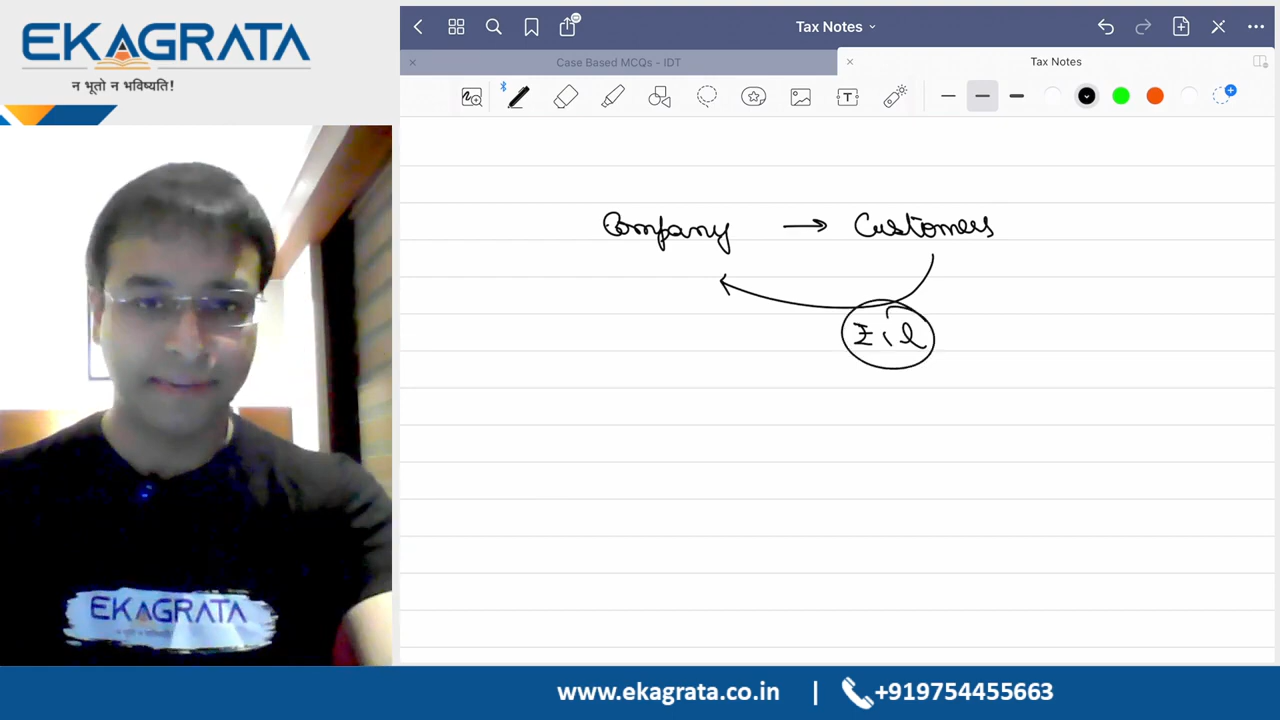 EKAGRATA
न भूतो न भविष्यति!
Tax Notes
Case Based MCQs - IDT
Tax Notes
T
Company → Customers
EKAGRATA
www.ekagrata.co.in | +919754455663